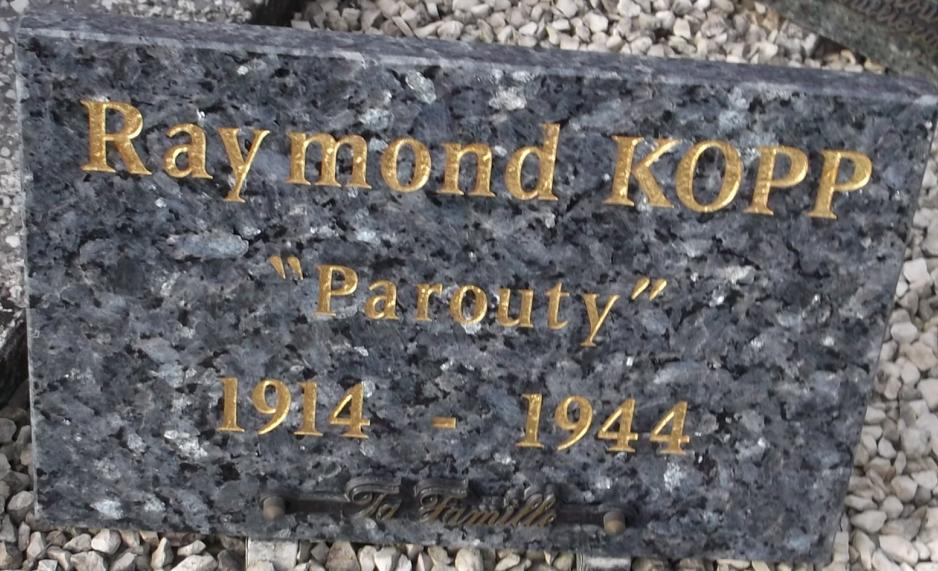 Raymond KOPP
"Parouty"
1914 - 1944
Ta Famille